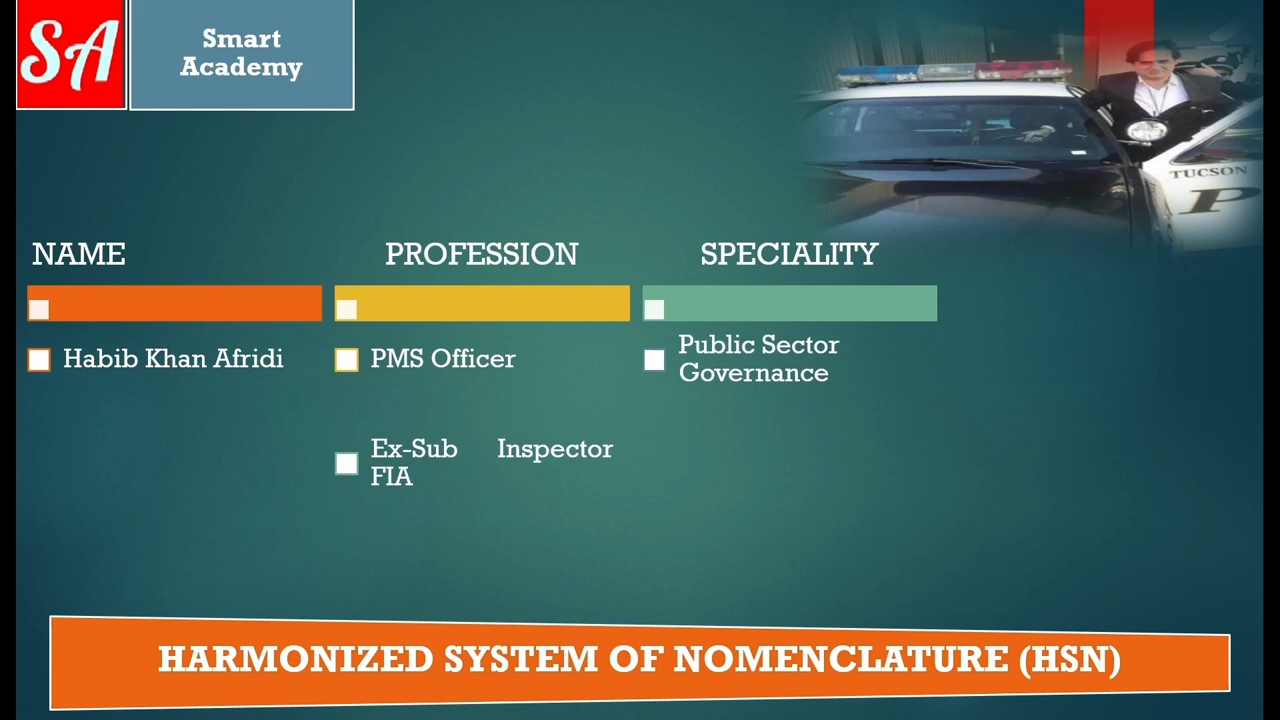 SA
Smart
Academy
TUCSON
P
NAME
PROFESSION
SPECIALITY
Habib Khan Afridi
PMS Officer
Public Sector
Governance
Ex-Sub Inspector
FIA
HARMONIZED SYSTEM OF NOMENCLATURE (HSN)